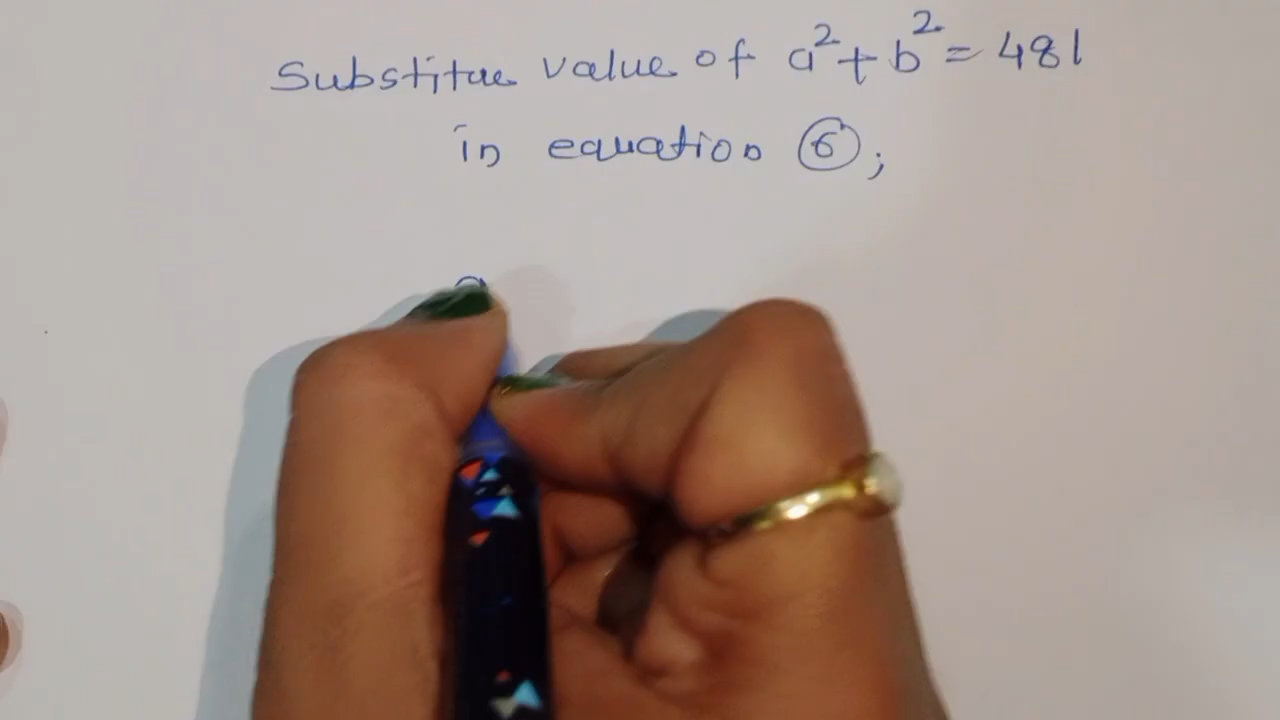 Substitue value of a²+b² = 481
in equation ⑥;